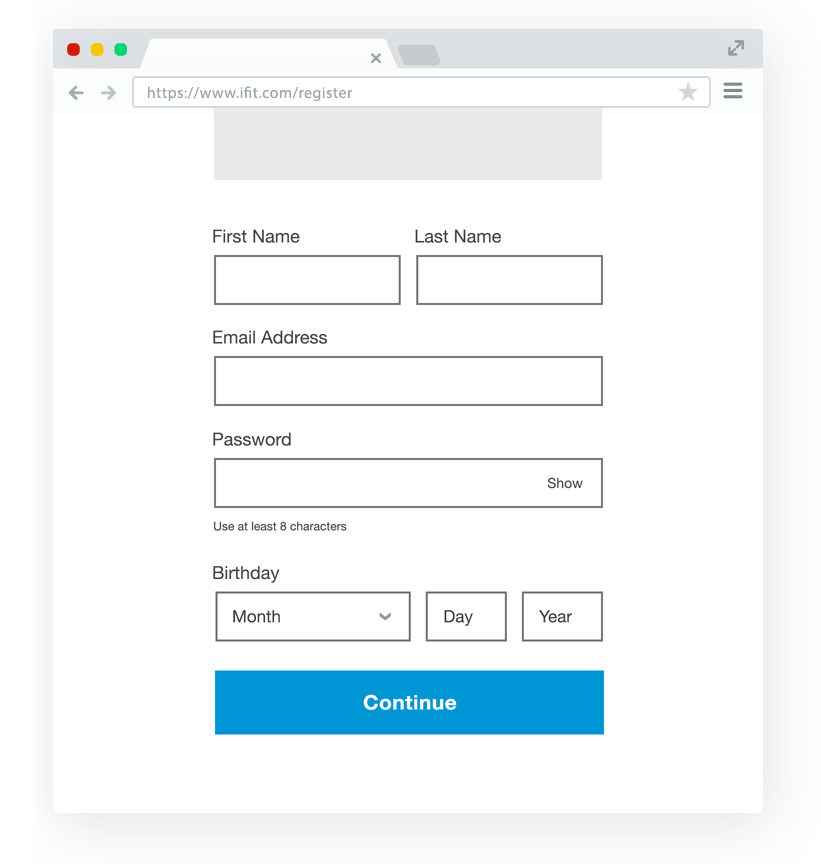 https://www.ifit.com/register
First Name Last Name
Email Address
Password
Show
Use at least 8 characters
Birthday
Month Day Year
Continue